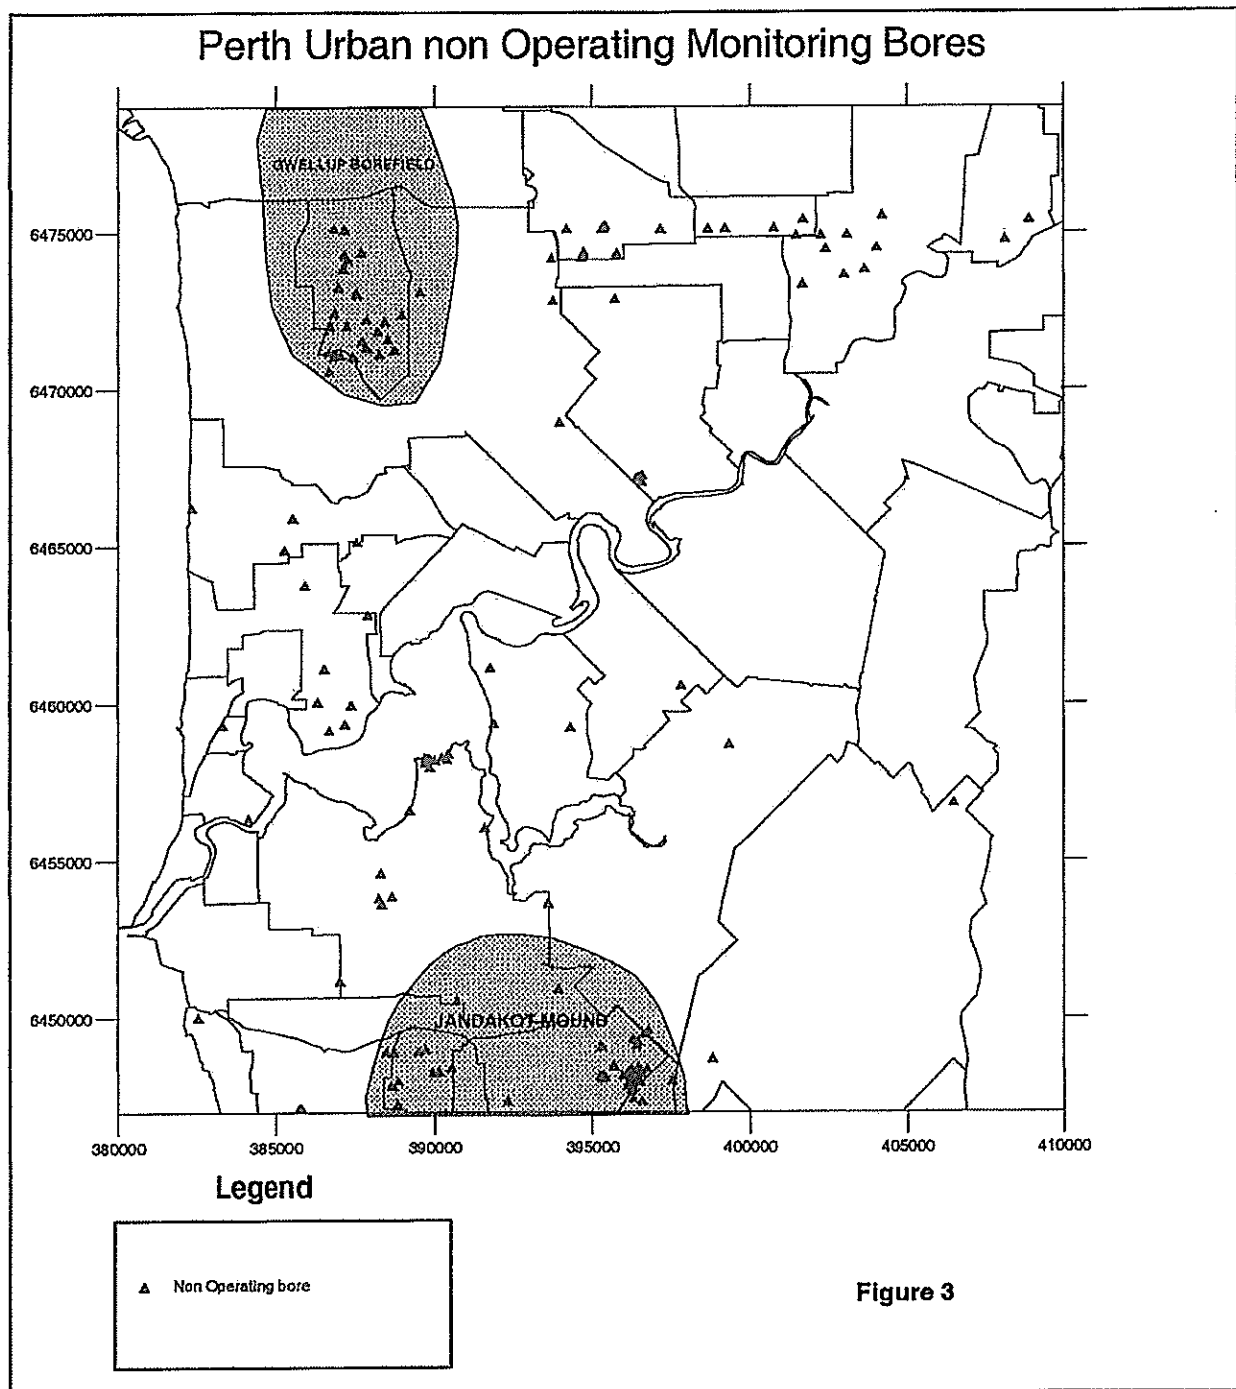 Perth Urban non Operating Monitoring Bores
GWELLUP BOREFIELD
6475000
6470000
6465000
6460000
6455000
6450000
JANDAKOT MOUND
380000
385000
390000
395000
400000
405000
410000
Legend
Non Operating bore
Figure 3